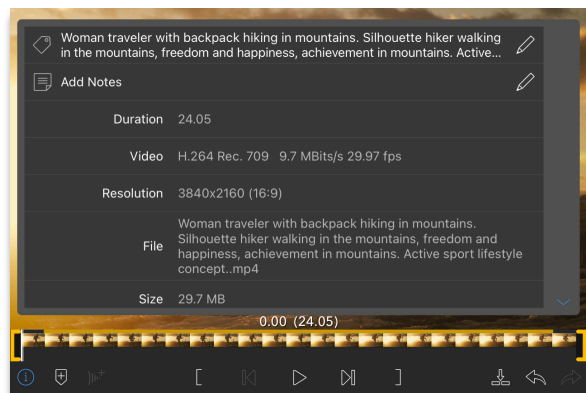 Woman traveler with backpack hiking in mountains. Silhouette hiker walking
in the mountains, freedom and happiness, achievement in mountains. Active...
Add Notes
Duration 24.05
Video H.264 Rec. 709 9.7 MBits/s 29.97 fps
Resolution 3840x2160 (16:9)
Woman traveler with backpack hiking in mountains.
Silhouette hiker walking in the mountains, freedom and
File happiness, achievement in mountains. Active sport lifestyle
concept..mp4
Size 29.7 MB
0.00 (24.05)